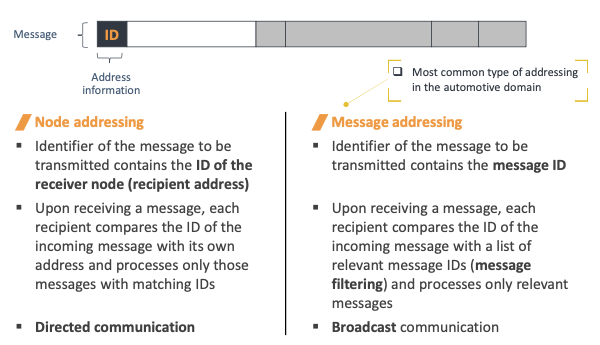 Message
ID
Address
information
Most common type of addressing
in the automotive domain
Node addressing
Identifier of the message to be
transmitted contains the ID of the
receiver node (recipient address)
Upon receiving a message, each
recipient compares the ID of the
incoming message with its own
address and processes only those
messages with matching IDs
Directed communication
Message addressing
Identifier of the message to be
transmitted contains the message ID
Upon receiving a message, each
recipient compares the ID of the
incoming message with a list of
relevant message IDs (message
filtering) and processes only relevant
messages
Broadcast communication